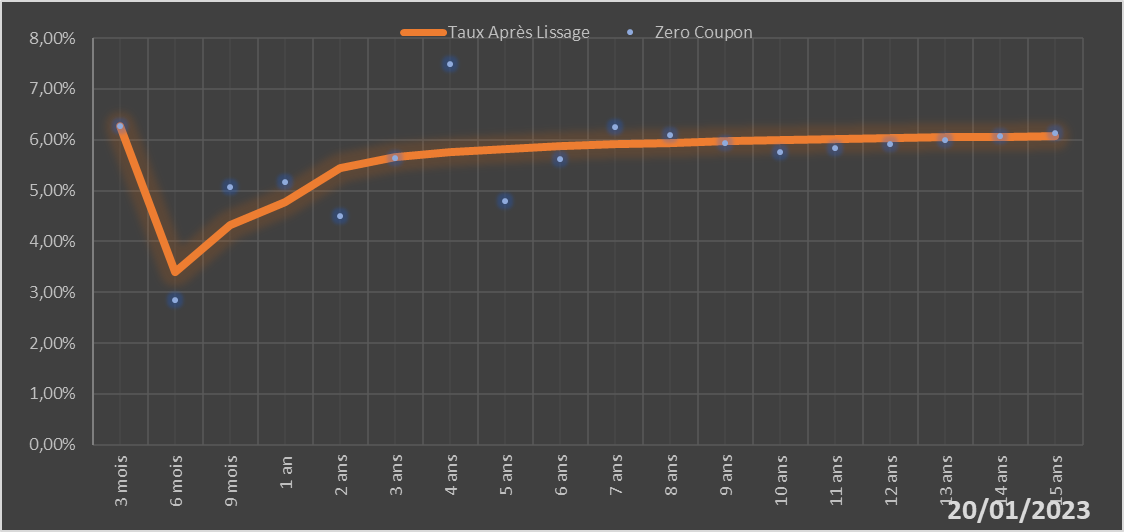 Taux Après Lissage
Zero Coupon
8,00%
7,00%
6,00%
5,00%
4,00%
3,00%
2,00%
1,00%
0,00%
3 mois
6 mois
9 mois
1 an
2 ans
3 ans
4 ans
5 ans
6 ans
7 ans
8 ans
9 ans
10 ans
11 ans
12 ans
13 ans
14 ans
15 ans
20/01/2023